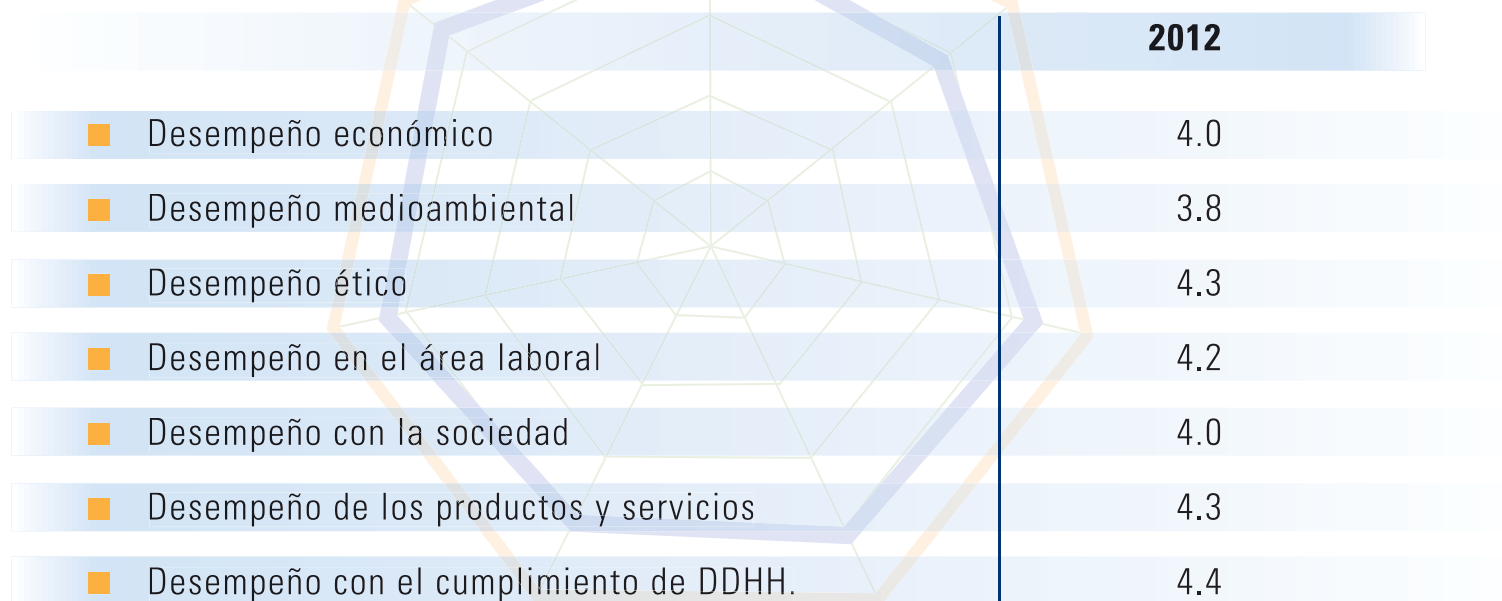 2012
Desempeño económico 4.0
Desempeño medioambiental 3.8
Desempeño ético 4.3
Desempeño en el área laboral 4.2
Desempeño con la sociedad 4.0
Desempeño de los productos y servicios 4.3
Desempeño con el cumplimiento de DDHH. 4.4